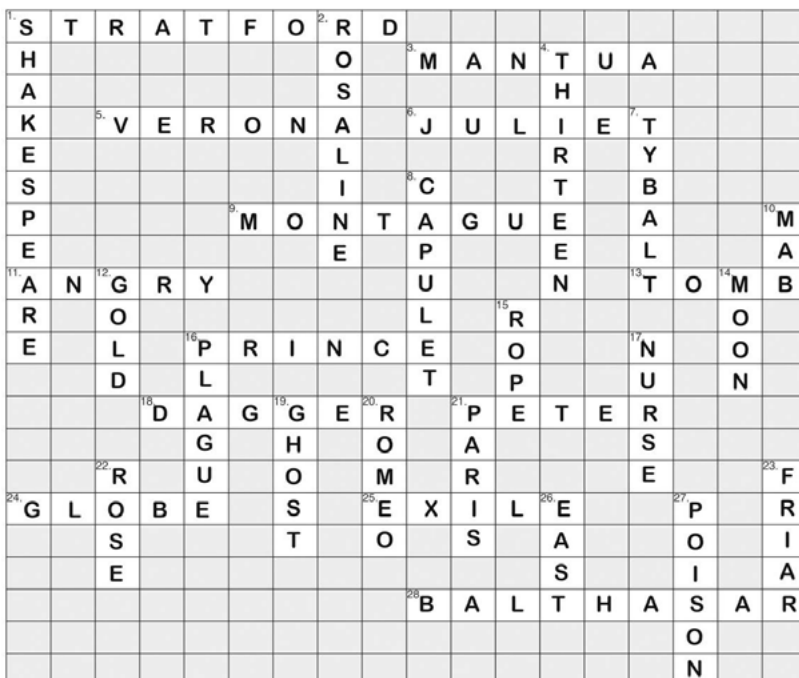 1. S T R A T F O 2. R D
H O 3. M A N 4. T U A
A S H
K 5. V E R O N A 6. J U L I E 7. T
E L R Y
S I 8. C T B
P 9. M O N T A G U E A 10. M
E E P E L A
11. A N 12. G R Y U N 13. T O 14. M B
R O L 15. R O
E L 16. P R I N C E O 17. N O
D L T P U N
18. D A G 19. G E 20. R 21. P E T E R
G H O A S
22. R U O M R E 23. F
24. G L O B E S 25. E X I L 26. E 27. P R
S T O S A O I
E S I A
28. B A L T H A S A R
O
N